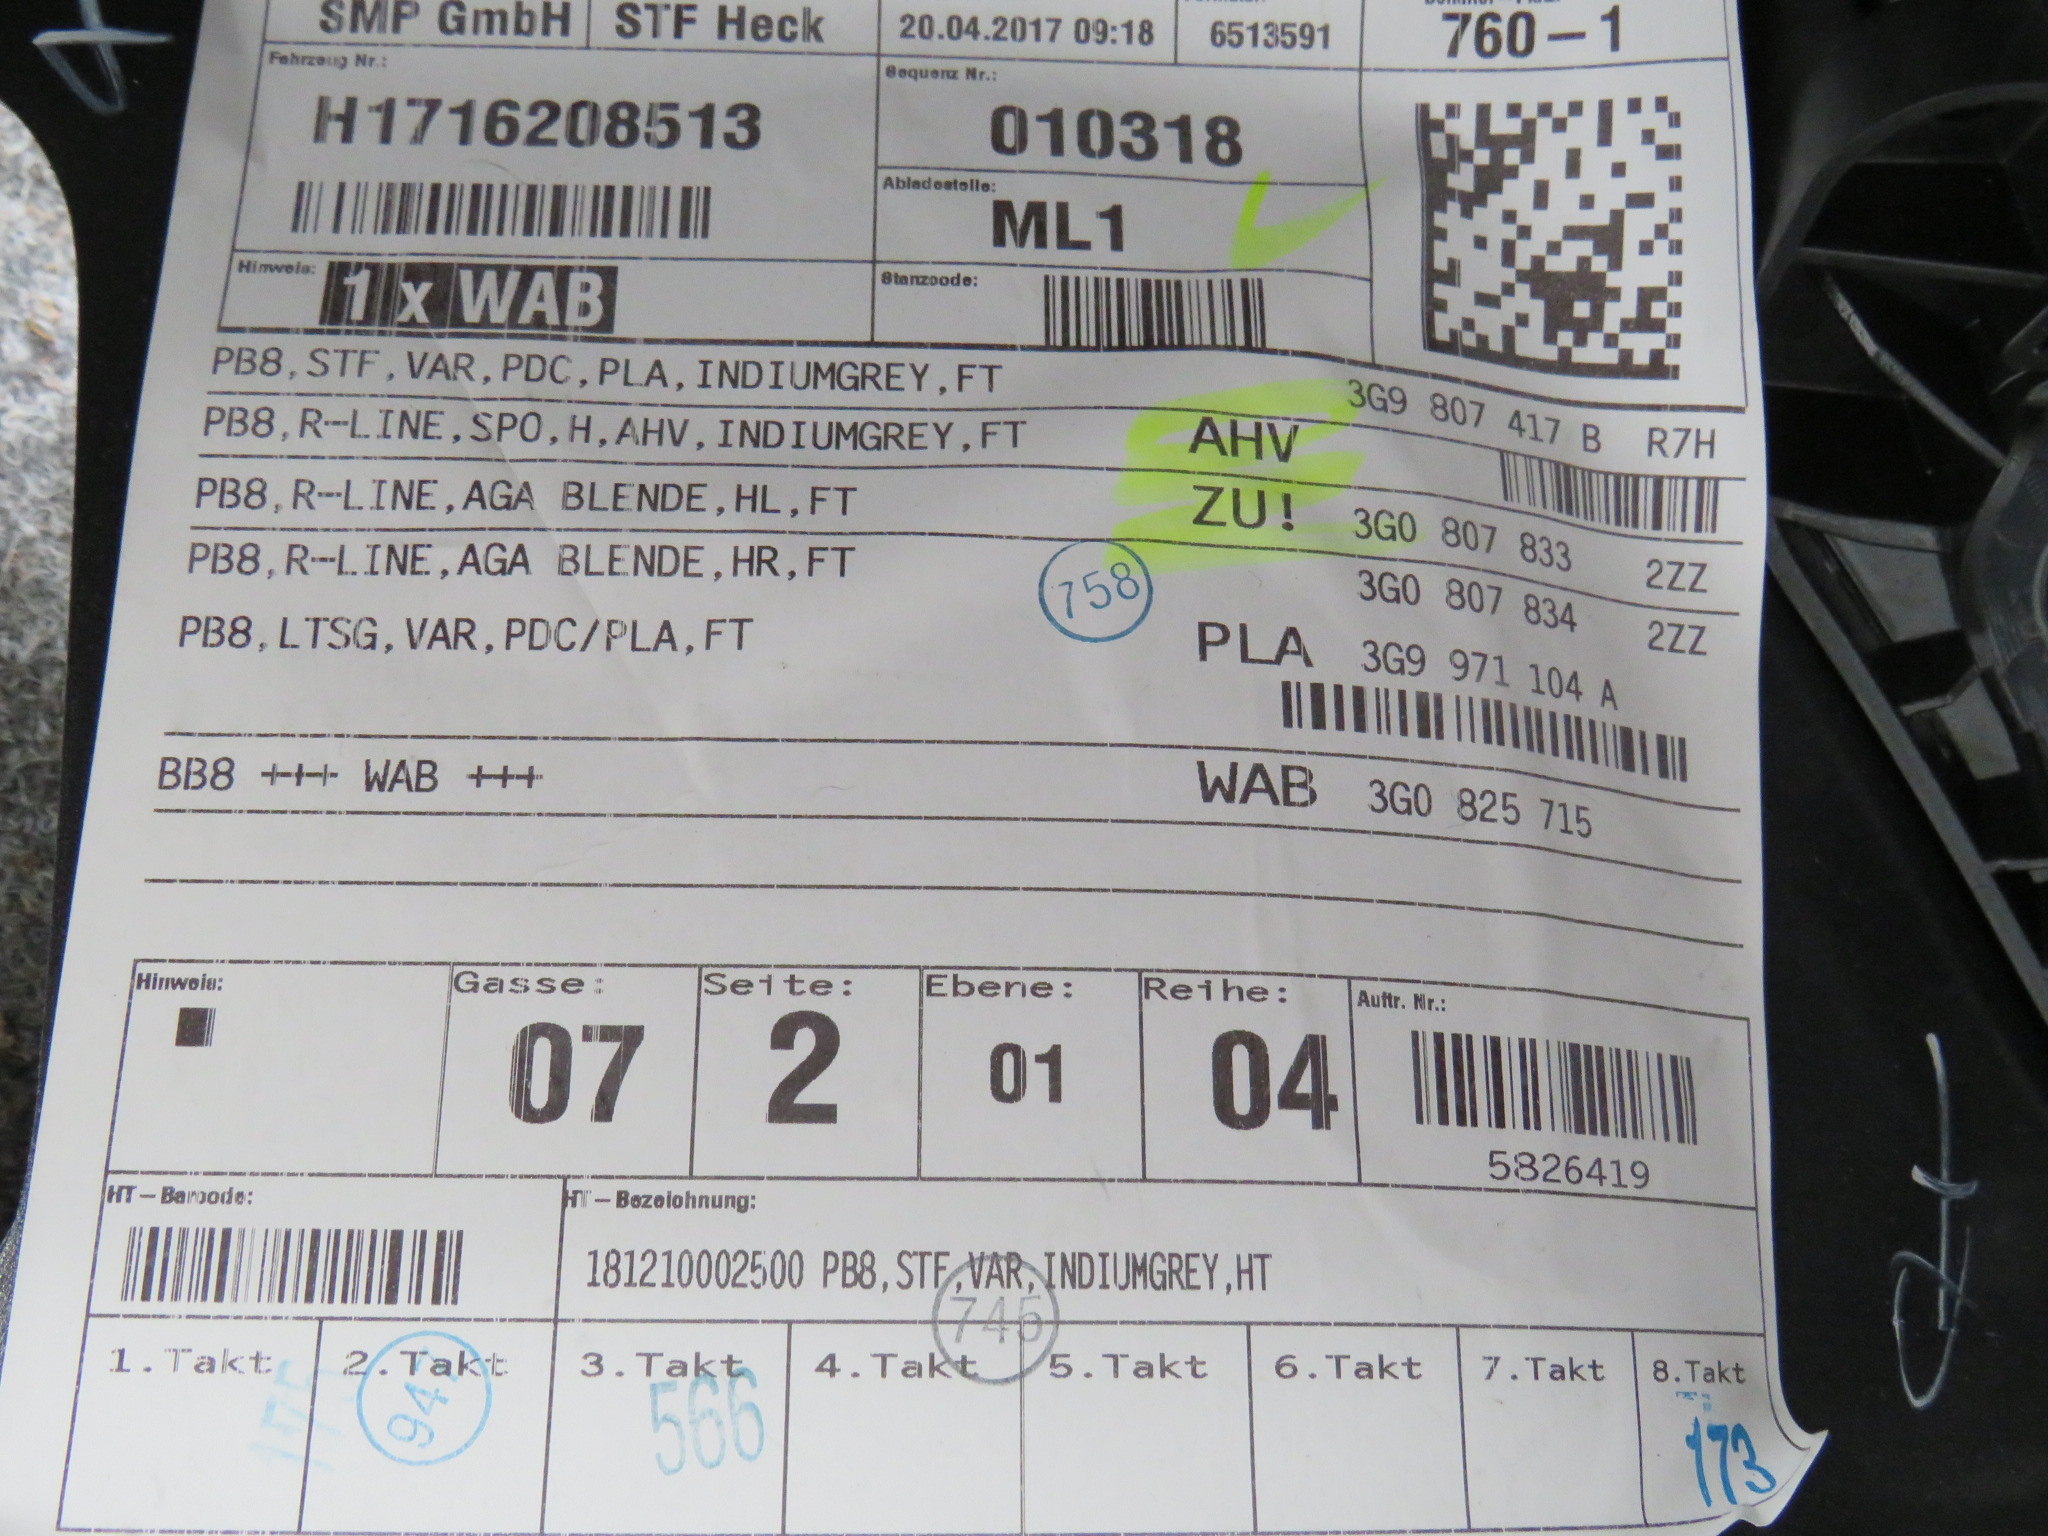 SMP GmbH STF Heck 20.04.2017 09:18 6513591 760-1
Fahrzeug Nr.: Sequenz Nr.:
H1716208513 010318
Abladestelle:
ML1
Hinweis: 1 x WAB Stanzcode:
PB8,STF,VAR,PDC,PLA,INDIUMGREY,FT 3G9 807 417 B R7H
PB8,R-LINE,SPO,H,AHV,INDIUMGREY,FT AHV
PB8,R-LINE,AGA BLENDE,HL,FT ZU! 3G0 807 833 2ZZ
PB8,R-LINE,AGA BLENDE,HR,FT 3G0 807 834 2ZZ
758
PB8,LTSG,VAR,PDC/PLA,FT PLA 3G9 971 104 A
BB8 +++ WAB +++ WAB 3G0 825 715
Hinweis: Gasse: Seite: Ebene: Reihe: Auftr. Nr.:
07 2 01 04
5826419
HT-Barcode: HT-Bezeichnung:
181210002500 PB8,STF,VAR,INDIUMGREY,HT
745
1.Takt 2.Takt 3.Takt 4.Takt 5.Takt 6.Takt 7.Takt 8.Takt
566 173